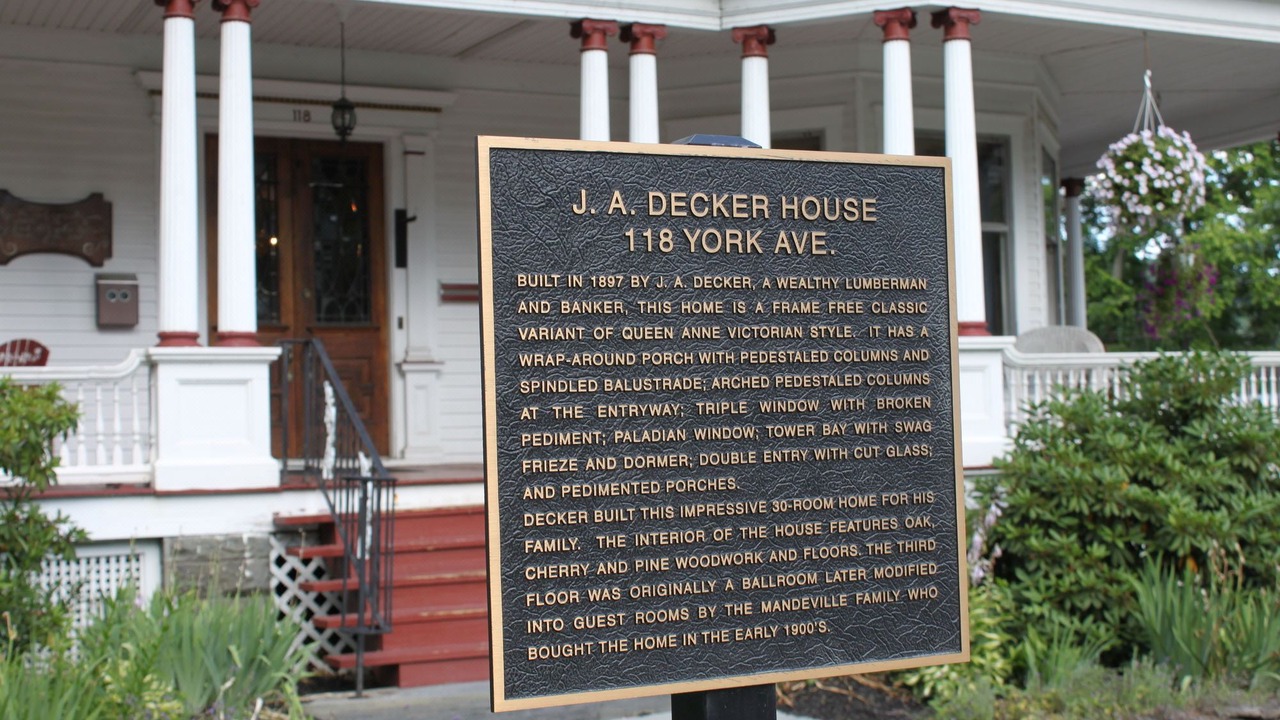 118
J. A. DECKER HOUSE
118 YORK AVE.
BUILT IN 1897 BY J. A. DECKER, A WEALTHY LUMBERMAN
AND BANKER, THIS HOME IS A FRAME FREE CLASSIC
VARIANT OF QUEEN ANNE VICTORIAN STYLE. IT HAS A
WRAP-AROUND PORCH WITH PEDESTALED COLUMNS AND
SPINDLED BALUSTRADE; ARCHED PEDESTALED COLUMNS
AT THE ENTRYWAY; TRIPLE WINDOW WITH BROKEN
PEDIMENT; PALADIAN WINDOW; TOWER BAY WITH SWAG
FRIEZE AND DORMER; DOUBLE ENTRY WITH CUT GLASS;
AND PEDIMENTED PORCHES.
DECKER BUILT THIS IMPRESSIVE 30-ROOM HOME FOR HIS
FAMILY. THE INTERIOR OF THE HOUSE FEATURES OAK,
CHERRY AND PINE WOODWORK AND FLOORS. THE THIRD
FLOOR WAS ORIGINALLY A BALLROOM LATER MODIFIED
INTO GUEST ROOMS BY THE MANDEVILLE FAMILY WHO
BOUGHT THE HOME IN THE EARLY 1900'S.